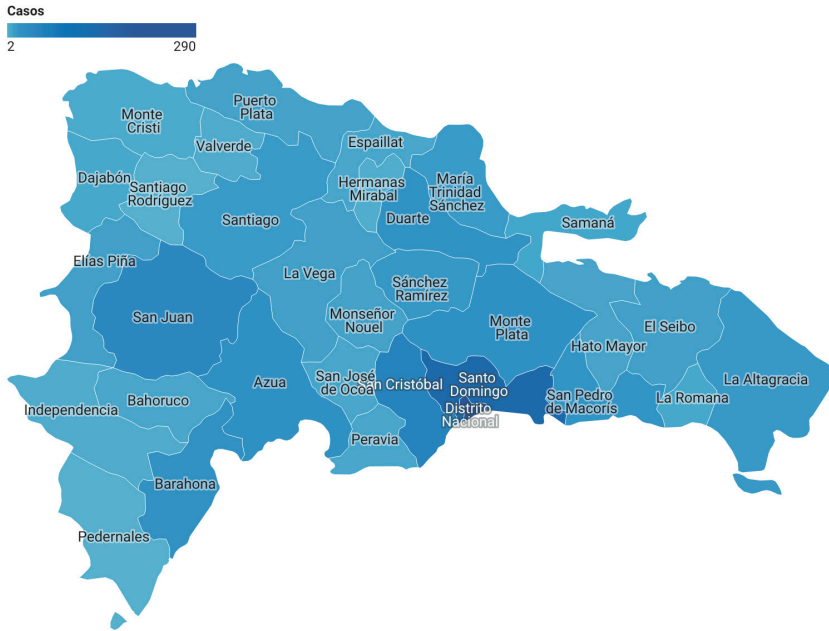 Casos
2 290
Puerto
Plata
Monte
Cristi
Valverde
Espaillat
Dajabón
Santiago
Rodríguez
Hermanas
Mirabal
María
Trinidad
Sánchez
Duarte
Santiago
Samaná
Elías Piña
La Vega
Sánchez
Ramírez
San Juan
Monseñor
Nouel
Monte
Plata
El Seibo
Hato Mayor
Azua
San José
de Ocoa
San Cristóbal
Santo
Domingo
Distrito
Nacional
San Pedro
de Macorís
La Romana
La Altagracia
Independencia
Bahoruco
Peravia
Barahona
Pedernales